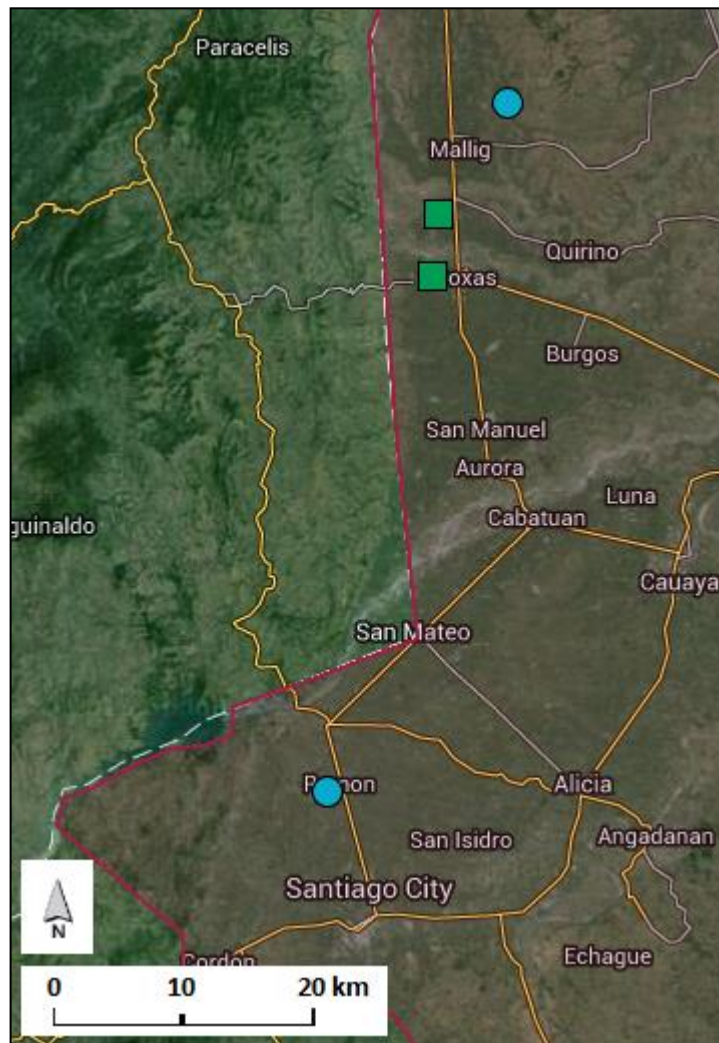 Paracelis
Mallig
Quirino
oxas
Burgos
San Manuel
Aurora
Luna
Cabatuan
guinaldo
Cauaya
San Mateo
Alicia
San Isidro
Angadanan
Santiago City
N
Echague
Cordon
0 10 20 km